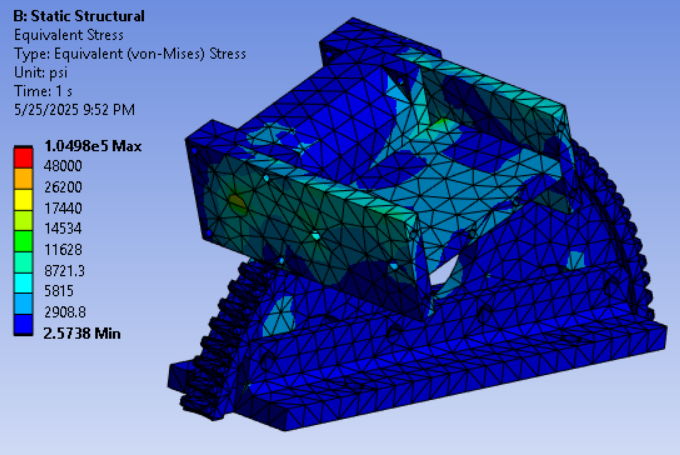 B: Static Structural
Equivalent Stress
Type: Equivalent (von-Mises) Stress
Unit: psi
Time: 1 s
5/25/2025 9:52 PM
1.0498e5 Max
48000
26200
17440
14534
11628
8721.3
5815
2908.8
2.5738 Min